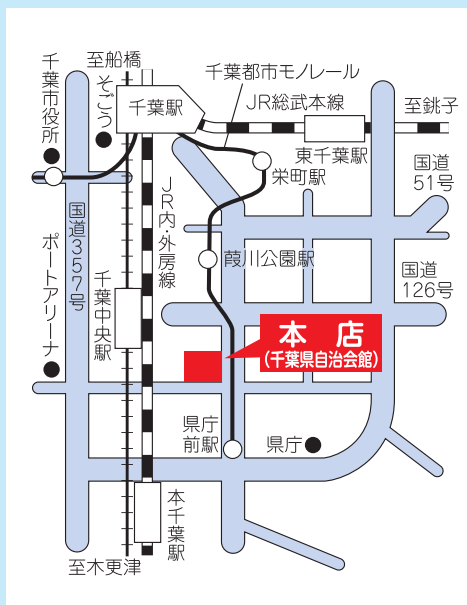 至船橋
千葉市役所
そごう
千葉駅
千葉都市モノレール
JR総武本線
至銚子
東千葉駅
栄町駅
国道
51号
国道357号
JR内・外房線
葭川公園駅
国道
126号
ポートアリーナ
千葉中央駅
本 店
(千葉県自治会館)
県庁
前駅
県庁
本千葉駅
至木更津